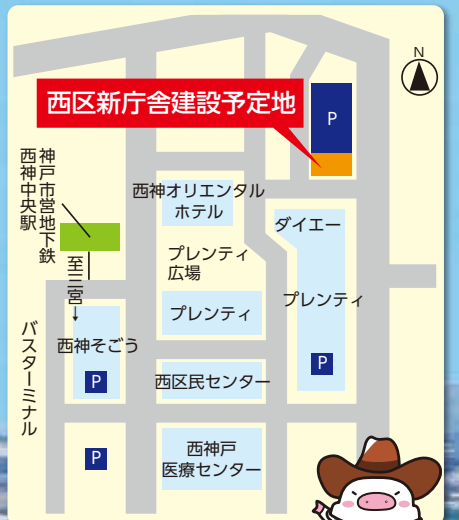 N
西区新庁舎建設予定地
P
神戸市営地下鉄
西神中央駅
西神オリエンタル
ホテル
ダイエー
プレンティ
広場
至三宮→
プレンティ
プレンティ
バスターミナル
西神そごう
P
P
西区民センター
P
西神戸
医療センター